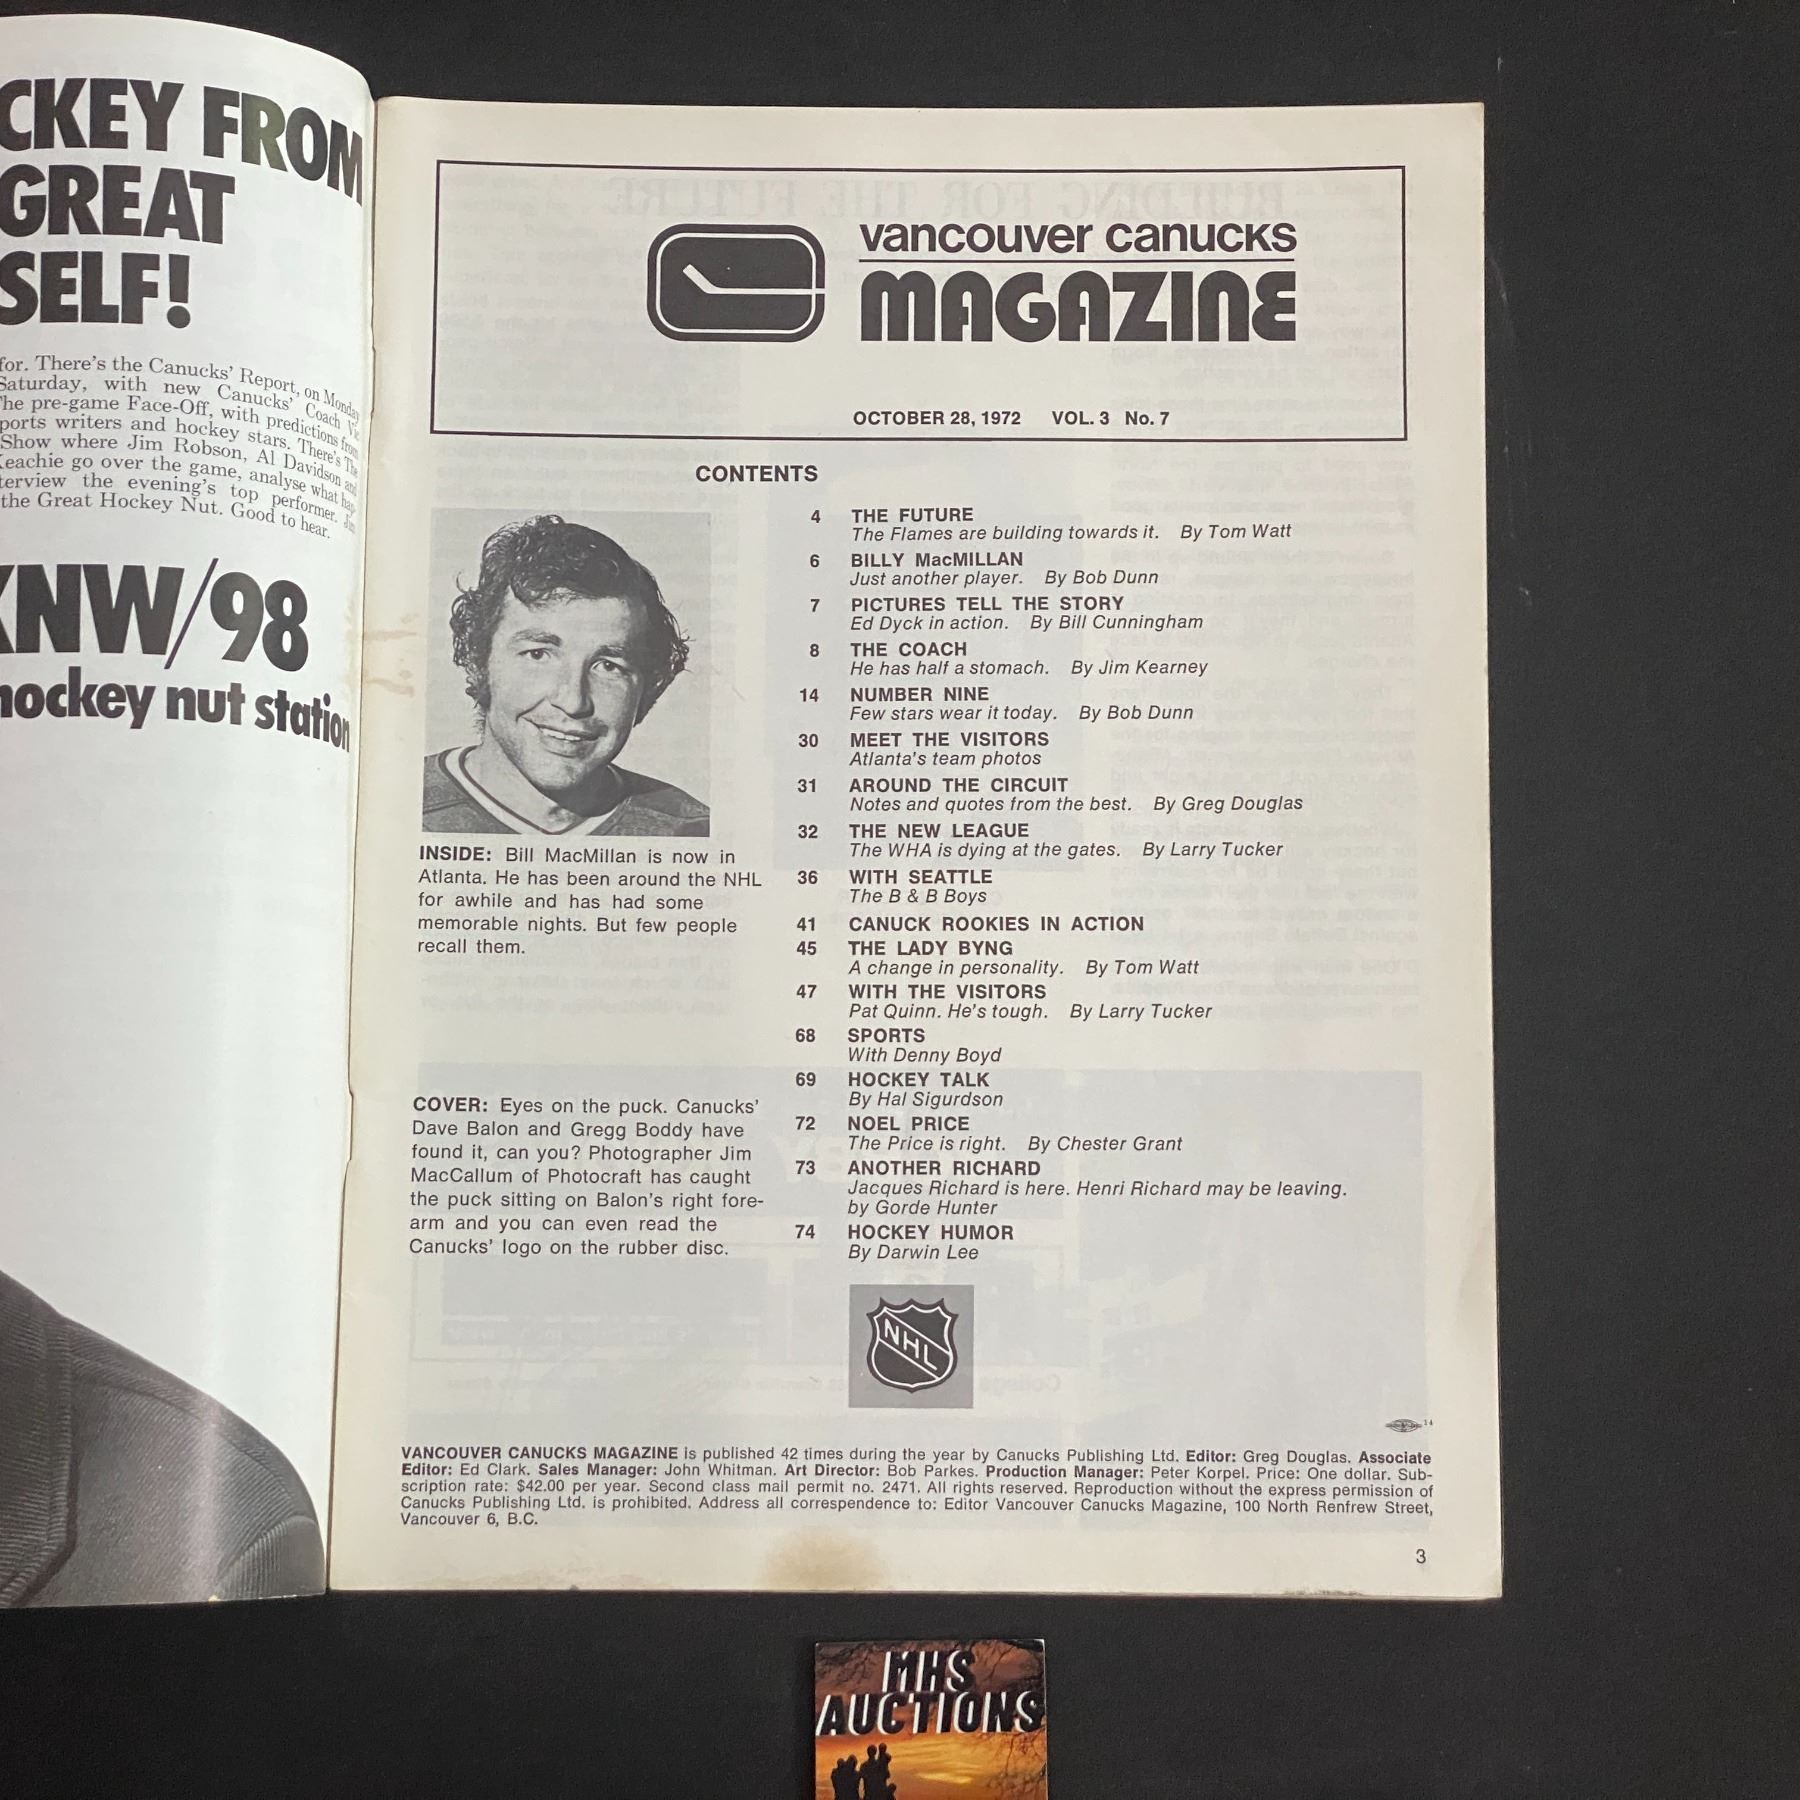 CKEY FROM
GREAT
SELF!
for. There's the Canucks' Report, on Monday
Saturday, with new Canucks' Coach Vic
The pre-game Face-Off, with predictions from
ports writers and hockey stars. There's The
Show where Jim Robson, Al Davidson and
Keachie go over the game, analyse what hap-
terview the evening's top performer. Jim
the Great Hockey Nut. Good to hear.
KNW/98
hockey nut station
vancouver canucks
MAGAZINE
OCTOBER 28, 1972 VOL. 3 No. 7
CONTENTS
4 THE FUTURE
The Flames are building towards it. By Tom Watt
6 BILLY MacMILLAN
Just another player. By Bob Dunn
7 PICTURES TELL THE STORY
Ed Dyck in action. By Bill Cunningham
8 THE COACH
He has half a stomach. By Jim Kearney
14 NUMBER NINE
Few stars wear it today. By Bob Dunn
30 MEET THE VISITORS
Atlanta's team photos
31 AROUND THE CIRCUIT
Notes and quotes from the best. By Greg Douglas
32 THE NEW LEAGUE
The WHA is dying at the gates. By Larry Tucker
36 WITH SEATTLE
The B & B Boys
41 CANUCK ROOKIES IN ACTION
45 THE LADY BYNG
A change in personality. By Tom Watt
47 WITH THE VISITORS
Pat Quinn. He's tough. By Larry Tucker
68 SPORTS
With Denny Boyd
69 HOCKEY TALK
By Hal Sigurdson
72 NOEL PRICE
The Price is right. By Chester Grant
73 ANOTHER RICHARD
Jacques Richard is here. Henri Richard may be leaving.
by Gorde Hunter
74 HOCKEY HUMOR
By Darwin Lee
INSIDE: Bill MacMillan is now in
Atlanta. He has been around the NHL
for awhile and has had some
memorable nights. But few people
recall them.
COVER: Eyes on the puck. Canucks'
Dave Balon and Gregg Boddy have
found it, can you? Photographer Jim
MacCallum of Photocraft has caught
the puck sitting on Balon's right fore-
arm and you can even read the
Canucks' logo on the rubber disc.
NHL
14
VANCOUVER CANUCKS MAGAZINE is published 42 times during the year by Canucks Publishing Ltd. Editor: Greg Douglas. Associate
Editor: Ed Clark. Sales Manager: John Whitman. Art Director: Bob Parkes. Production Manager: Peter Korpel. Price: One dollar. Sub-
scription rate: $42.00 per year. Second class mail permit no. 2471. All rights reserved. Reproduction without the express permission of
Canucks Publishing Ltd. is prohibited. Address all correspondence to: Editor Vancouver Canucks Magazine, 100 North Renfrew Street,
Vancouver 6, B.C.
3
MHS
AUCTIONS